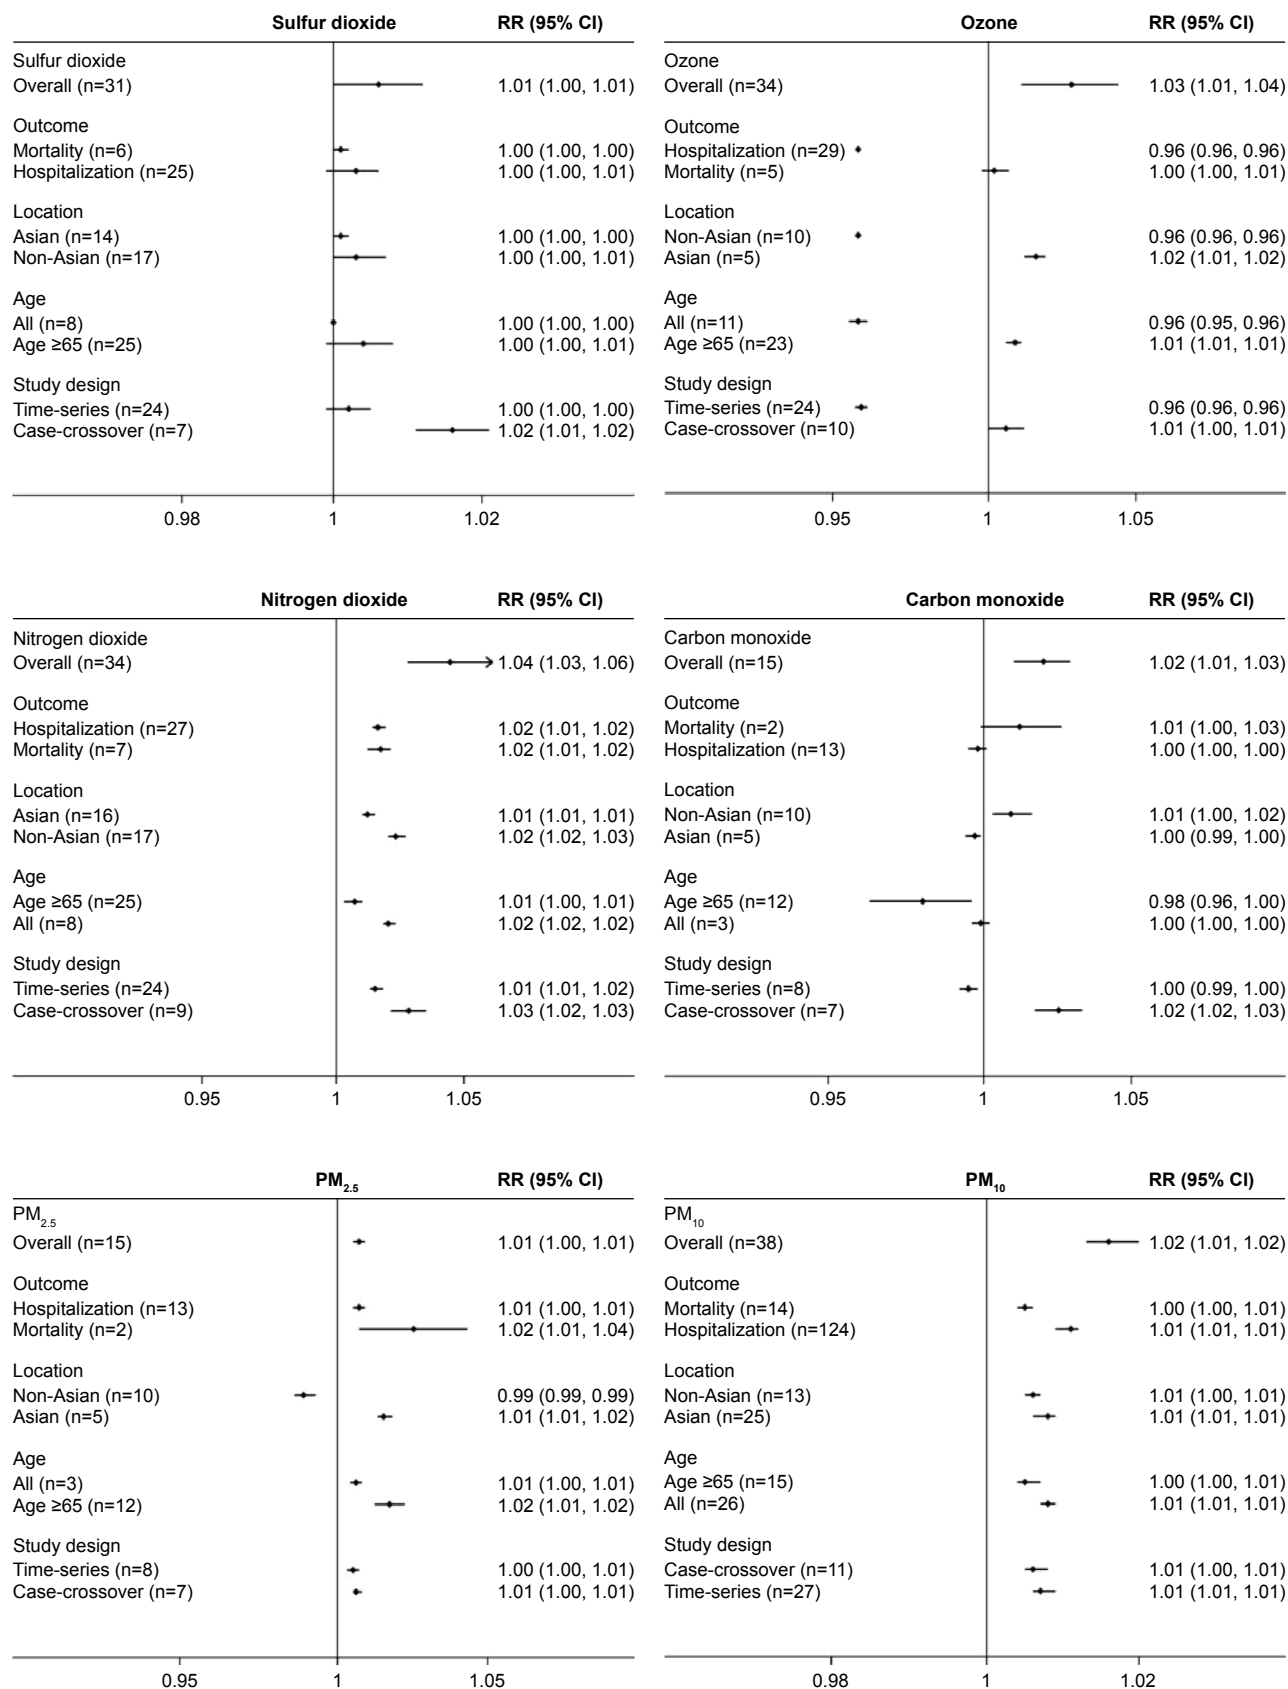 Sulfur dioxide RR (95% CI)
Sulfur dioxide
Overall (n=31) 1.01 (1.00, 1.01)
Outcome
Mortality (n=6) 1.00 (1.00, 1.00)
Hospitalization (n=25) 1.00 (1.00, 1.01)
Location
Asian (n=14) 1.00 (1.00, 1.00)
Non-Asian (n=17) 1.00 (1.00, 1.01)
Age
All (n=8) 1.00 (1.00, 1.00)
Age ≥65 (n=25) 1.00 (1.00, 1.01)
Study design
Time-series (n=24) 1.00 (1.00, 1.00)
Case-crossover (n=7) 1.02 (1.01, 1.02)
0.98 1 1.02
Ozone RR (95% CI)
Ozone
Overall (n=34) 1.03 (1.01, 1.04)
Outcome
Hospitalization (n=29) 0.96 (0.96, 0.96)
Mortality (n=5) 1.00 (1.00, 1.01)
Location
Non-Asian (n=10) 0.96 (0.96, 0.96)
Asian (n=5) 1.02 (1.01, 1.02)
Age
All (n=11) 0.96 (0.95, 0.96)
Age ≥65 (n=23) 1.01 (1.01, 1.01)
Study design
Time-series (n=24) 0.96 (0.96, 0.96)
Case-crossover (n=10) 1.01 (1.00, 1.01)
0.95 1 1.05
Nitrogen dioxide RR (95% CI)
Nitrogen dioxide
Overall (n=34) 1.04 (1.03, 1.06)
Outcome
Hospitalization (n=27) 1.02 (1.01, 1.02)
Mortality (n=7) 1.02 (1.01, 1.02)
Location
Asian (n=16) 1.01 (1.01, 1.01)
Non-Asian (n=17) 1.02 (1.02, 1.03)
Age
Age ≥65 (n=25) 1.01 (1.00, 1.01)
All (n=8) 1.02 (1.02, 1.02)
Study design
Time-series (n=24) 1.01 (1.01, 1.02)
Case-crossover (n=9) 1.03 (1.02, 1.03)
0.95 1 1.05
Carbon monoxide RR (95% CI)
Carbon monoxide
Overall (n=15) 1.02 (1.01, 1.03)
Outcome
Mortality (n=2) 1.01 (1.00, 1.03)
Hospitalization (n=13) 1.00 (1.00, 1.00)
Location
Non-Asian (n=10) 1.01 (1.00, 1.02)
Asian (n=5) 1.00 (0.99, 1.00)
Age
Age ≥65 (n=12) 0.98 (0.96, 1.00)
All (n=3) 1.00 (1.00, 1.00)
Study design
Time-series (n=8) 1.00 (0.99, 1.00)
Case-crossover (n=7) 1.02 (1.02, 1.03)
0.95 1 1.05
PM2.5 RR (95% CI)
PM2.5
Overall (n=15) 1.01 (1.00, 1.01)
Outcome
Hospitalization (n=13) 1.01 (1.00, 1.01)
Mortality (n=2) 1.02 (1.01, 1.04)
Location
Non-Asian (n=10) 0.99 (0.99, 0.99)
Asian (n=5) 1.01 (1.01, 1.02)
Age
All (n=3) 1.01 (1.00, 1.01)
Age ≥65 (n=12) 1.02 (1.01, 1.02)
Study design
Time-series (n=8) 1.00 (1.00, 1.01)
Case-crossover (n=7) 1.01 (1.00, 1.01)
0.95 1 1.05
PM10 RR (95% CI)
PM10
Overall (n=38) 1.02 (1.01, 1.02)
Outcome
Mortality (n=14) 1.00 (1.00, 1.01)
Hospitalization (n=124) 1.01 (1.01, 1.01)
Location
Non-Asian (n=13) 1.01 (1.00, 1.01)
Asian (n=25) 1.01 (1.01, 1.01)
Age
Age ≥65 (n=15) 1.00 (1.00, 1.01)
All (n=26) 1.01 (1.01, 1.01)
Study design
Case-crossover (n=11) 1.01 (1.00, 1.01)
Time-series (n=27) 1.01 (1.01, 1.01)
0.98 1 1.02